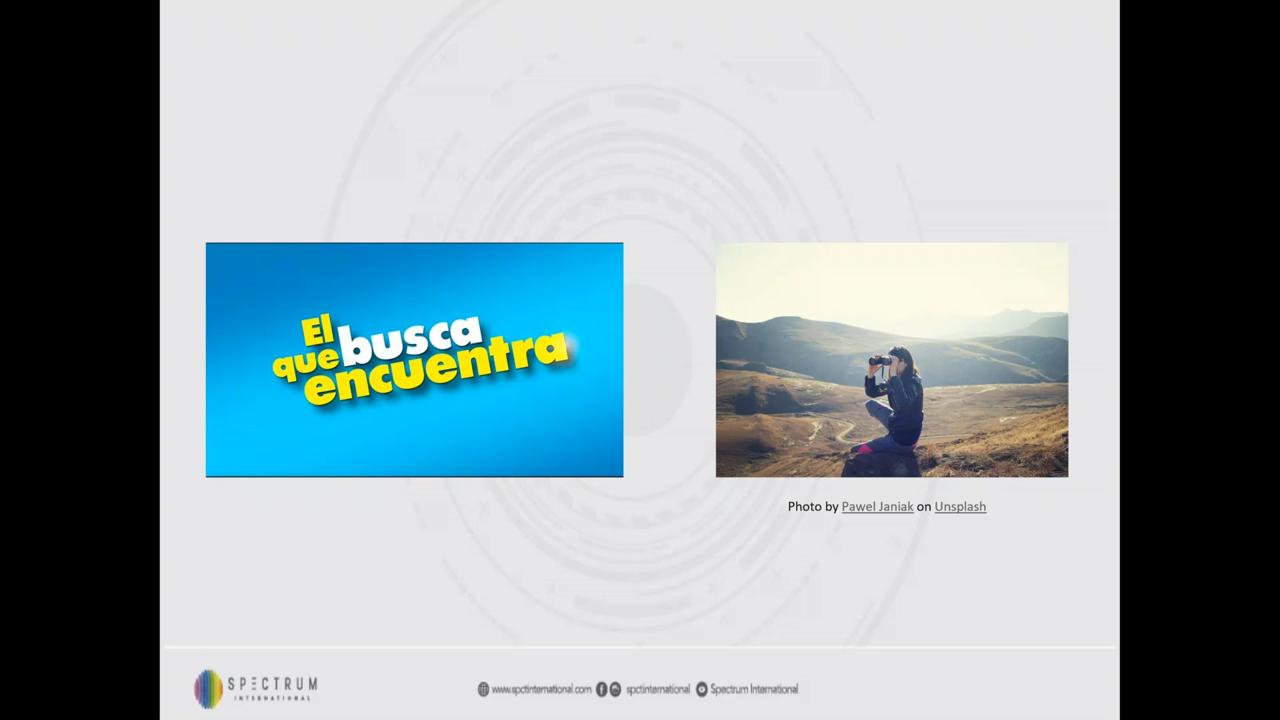 El
que busca
encuentra
Photo by Pawel Janiak on Unsplash
SPECTRUM
INTERNATIONAL
www.spctinternational.com spctinternational Spectrum International